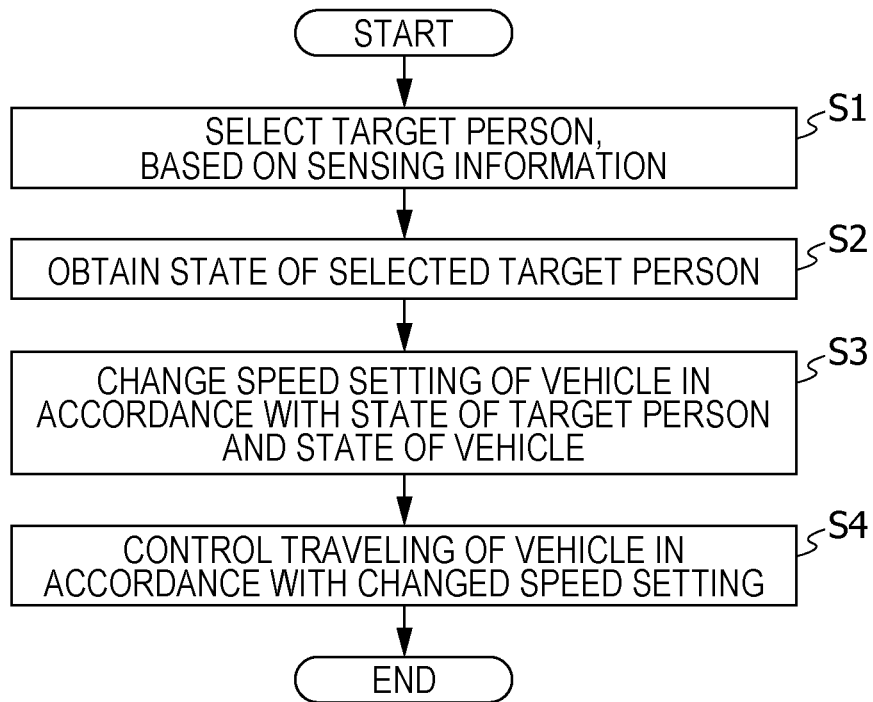 START
S1
SELECT TARGET PERSON,
BASED ON SENSING INFORMATION
S2
OBTAIN STATE OF SELECTED TARGET PERSON
S3
CHANGE SPEED SETTING OF VEHICLE IN
ACCORDANCE WITH STATE OF TARGET PERSON
AND STATE OF VEHICLE
S4
CONTROL TRAVELING OF VEHICLE IN
ACCORDANCE WITH CHANGED SPEED SETTING
END